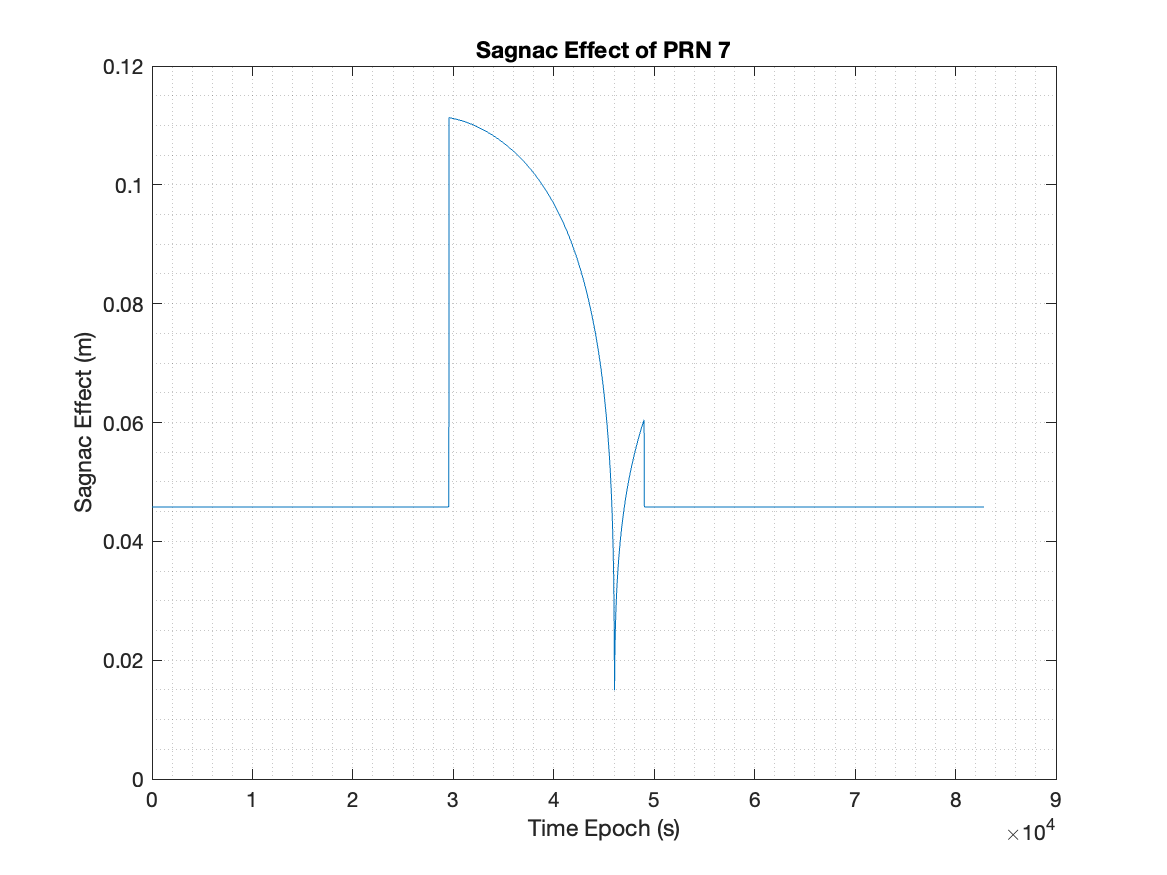 Sagnac Effect of PRN 7
0.12
0.1
0.08
0.06
0.04
0.02
0
Sagnac Effect (m)
0 1 2 3 4 5 6 7 8 9
×10⁴
Time Epoch (s)